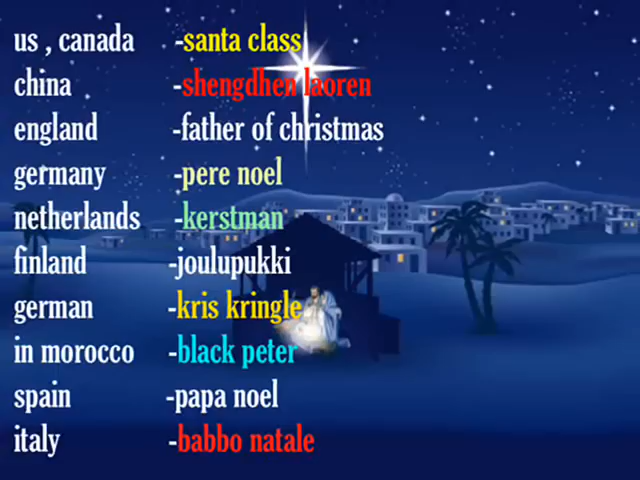 us , canada -santa class
china -shengdhen laoren
england -father of christmas
germany -pere noel
netherlands -kerstman
finland -joulupukki
german -kris kringle
in morocco -black peter
spain -papa noel
italy -babbo natale